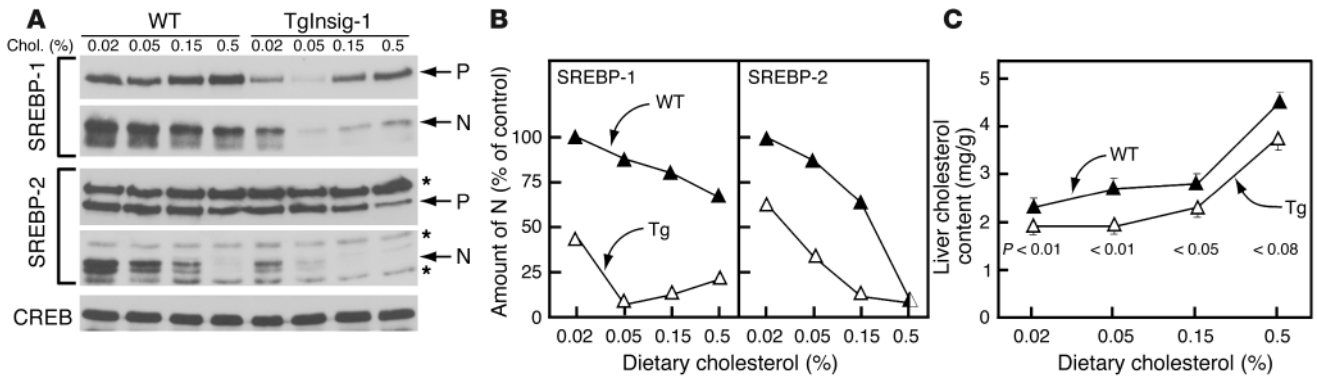 A
WT TgInsig-1
Chol. (%) 0.02 0.05 0.15 0.5 0.02 0.05 0.15 0.5
SREBP-1
P
N
SREBP-2
*
P
*
N
*
CREB
B
SREBP-1 SREBP-2
WT
Tg
Amount of N (% of control)
100
75
50
25
0
0.02 0.05 0.15 0.5 0.02 0.05 0.15 0.5
Dietary cholesterol (%)
C
Liver cholesterol
content (mg/g)
5
4
3
2
1
0
WT
Tg
P < 0.01 < 0.01 < 0.05 < 0.08
0.02 0.05 0.15 0.5
Dietary cholesterol (%)